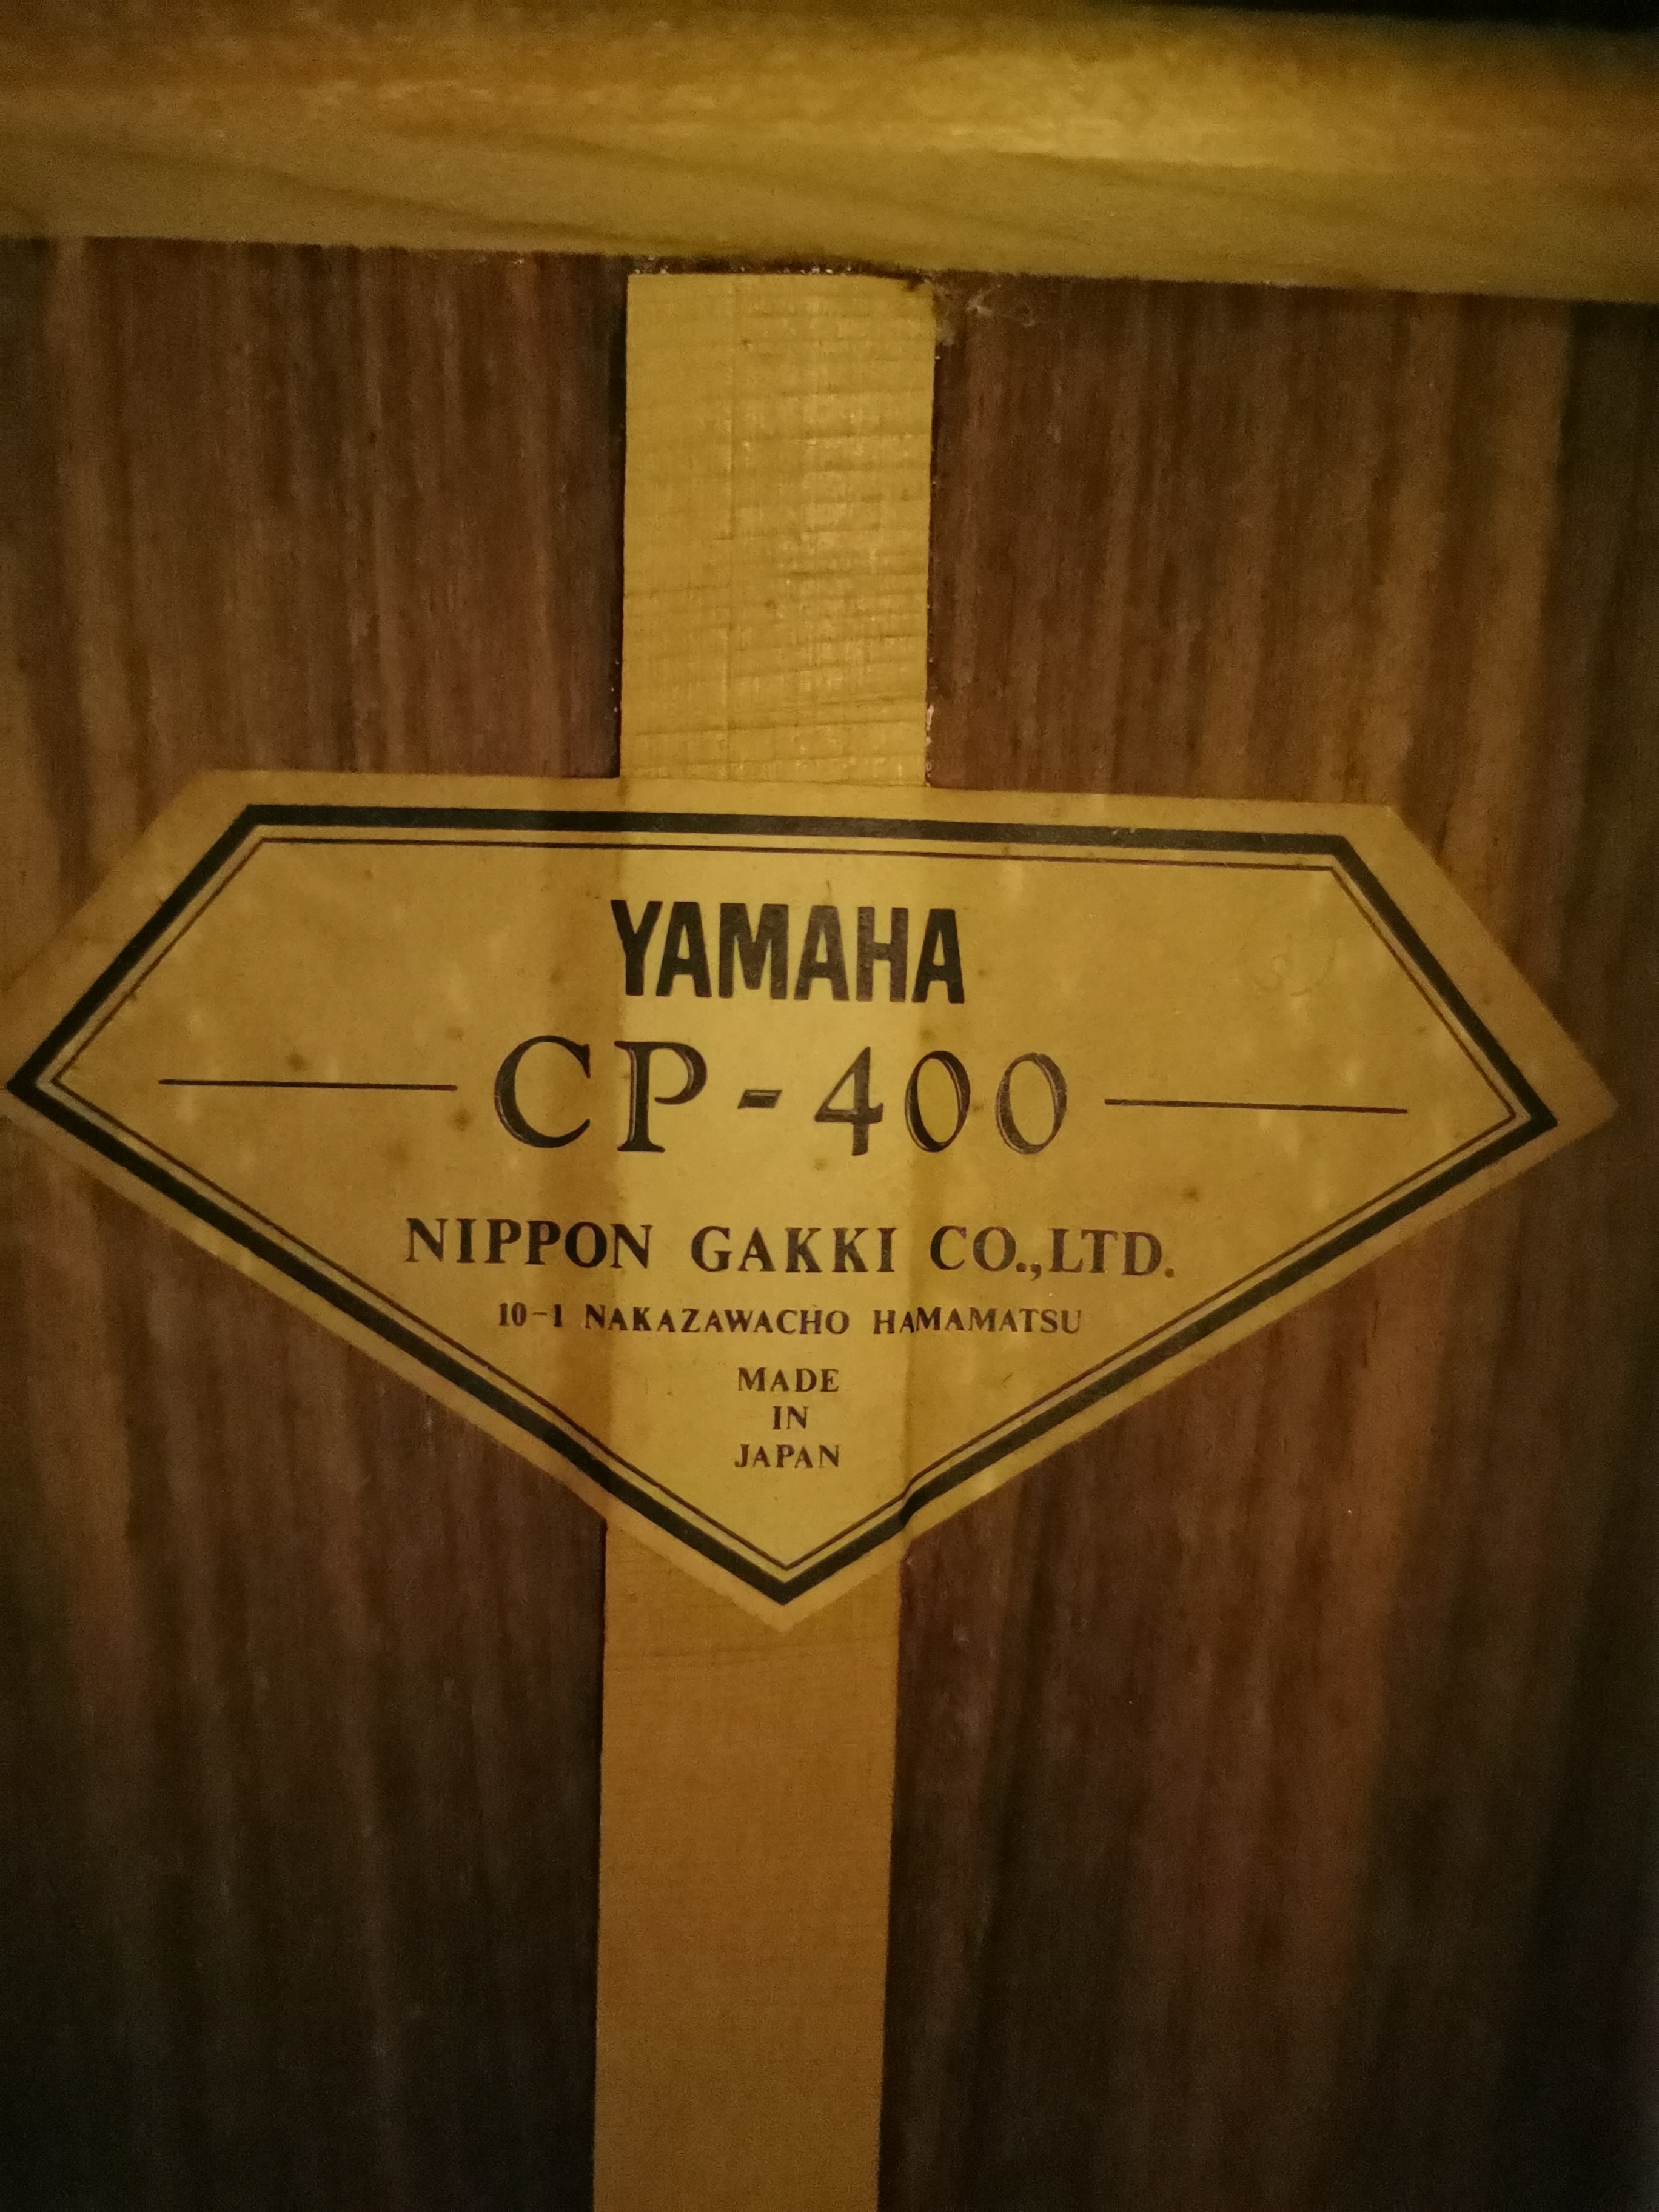 YAMAHA
CP-400
NIPPON GAKKI CO.,LTD.
10-1 NAKAZAWACHO HAMAMATSU
MADE
IN
JAPAN